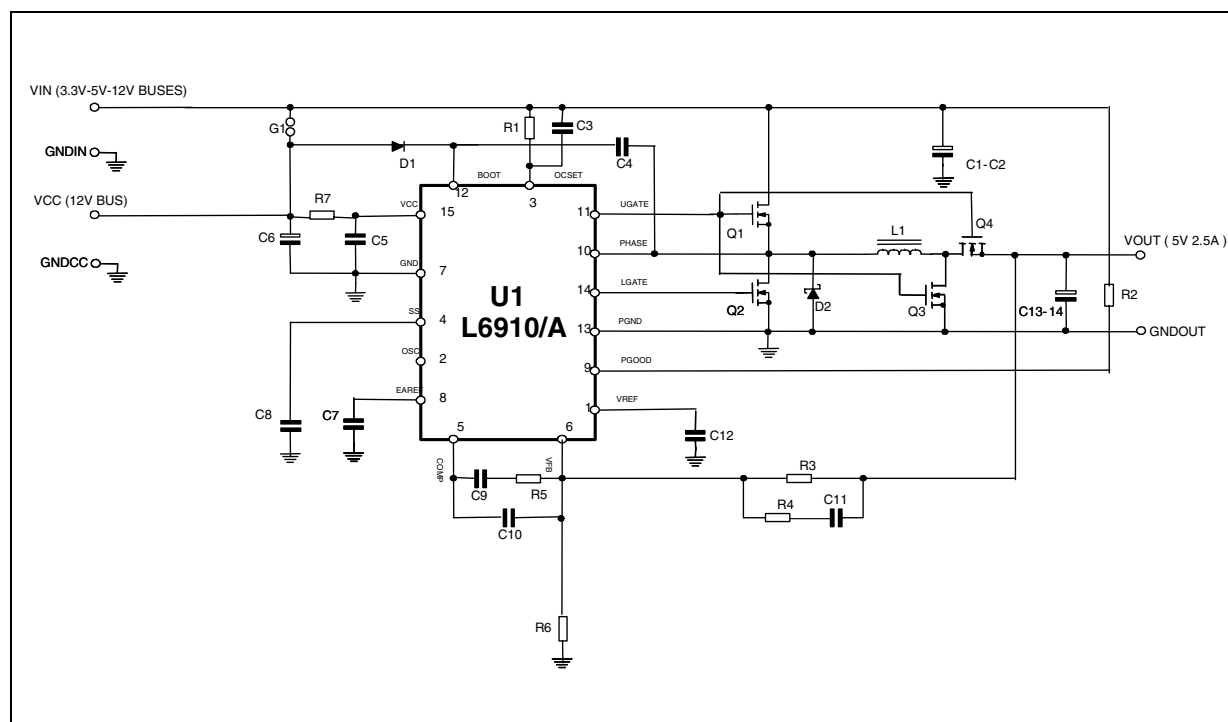 VIN (3.3V-5V-12V BUSES)
G1
R1
C3
GNDIN
D1
C4
C1-C2
BOOT
OCSET
12
3
VCC (12V BUS)
R7
VCC
15
11
UGATE
Q4
C6
C5
Q1
L1
VOUT ( 5V 2.5A )
10
PHASE
GNDCC
GND
7
14
LGATE
Q2
D2
Q3
C13-14
R2
U1
L6910/A
SS
4
13
PGND
GNDOUT
OSC
2
9
PGOOD
EAREF
8
1
VREF
C8
C7
C12
5
6
COMP
VFB
C9
R5
R3
R4
C11
C10
R6